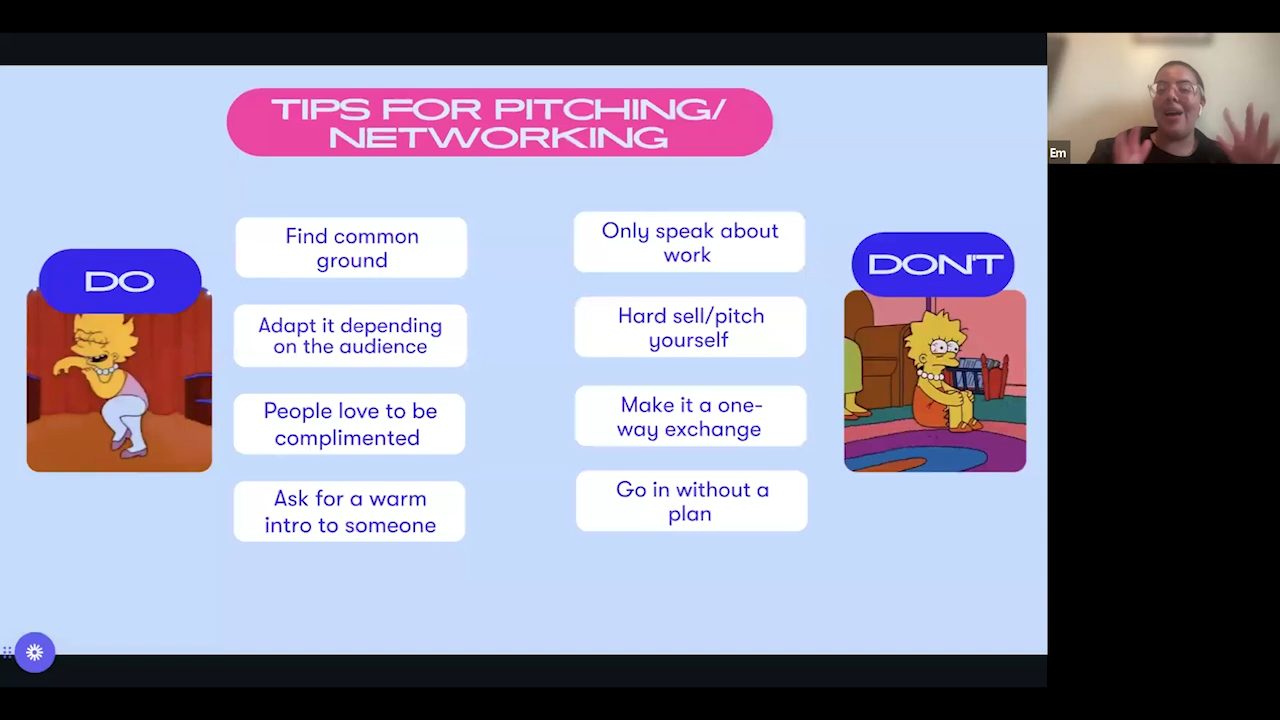 TIPS FOR PITCHING/
NETWORKING
DO
Find common
ground
Adapt it depending
on the audience
People love to be
complimented
Ask for a warm
intro to someone
DON'T
Only speak about
work
Hard sell/pitch
yourself
Make it a one-
way exchange
Go in without a
plan
Em